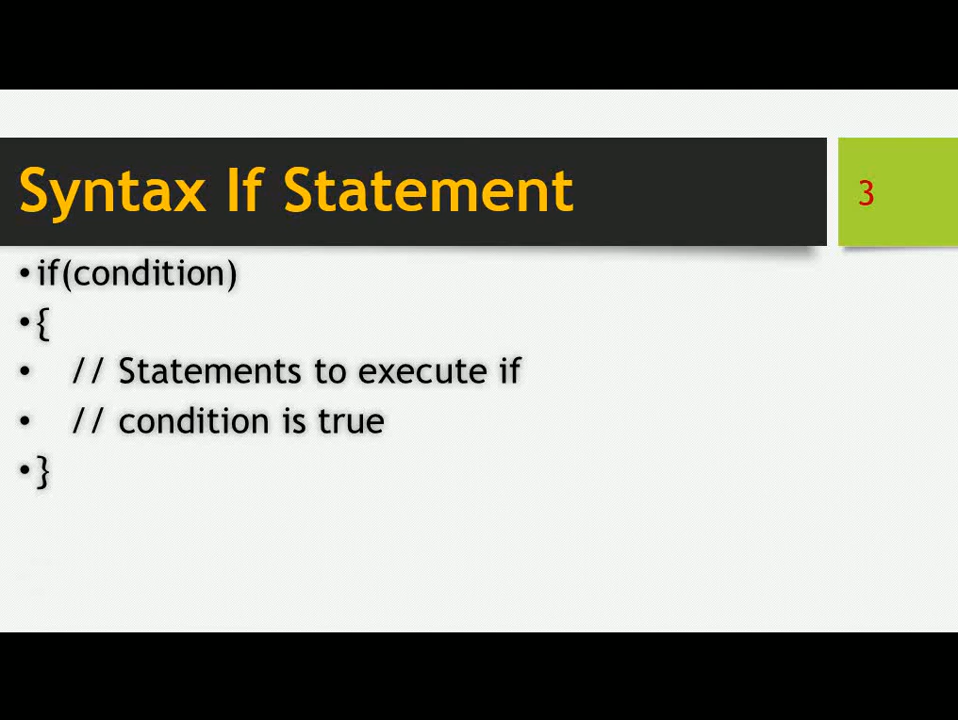 Syntax If Statement
3
• if(condition)
• {
• // Statements to execute if
• // condition is true
• }